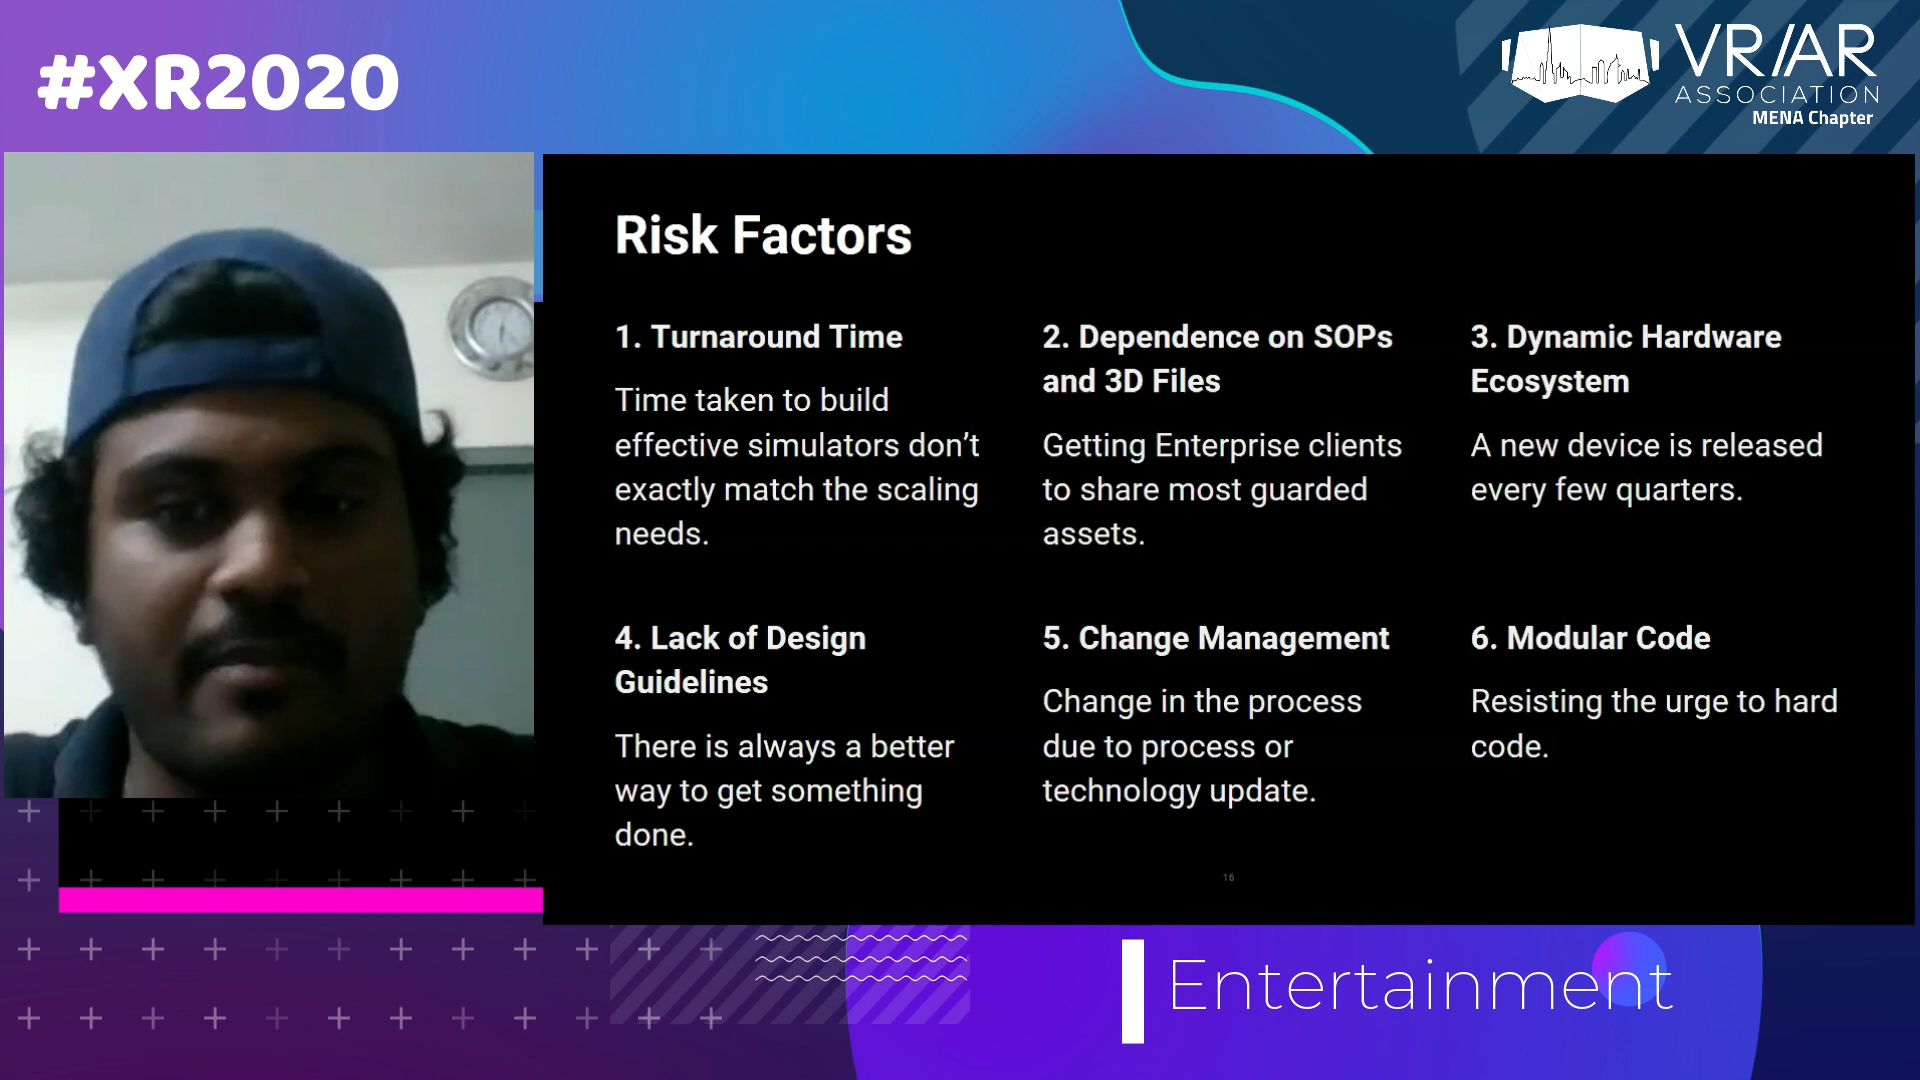 #XR2020
VR/AR
ASSOCIATION
MENA Chapter
Risk Factors
1. Turnaround Time
Time taken to build
effective simulators don’t
exactly match the scaling
needs.
2. Dependence on SOPs
and 3D Files
Getting Enterprise clients
to share most guarded
assets.
3. Dynamic Hardware
Ecosystem
A new device is released
every few quarters.
4. Lack of Design
Guidelines
There is always a better
way to get something
done.
5. Change Management
Change in the process
due to process or
technology update.
6. Modular Code
Resisting the urge to hard
code.
16
Entertainment